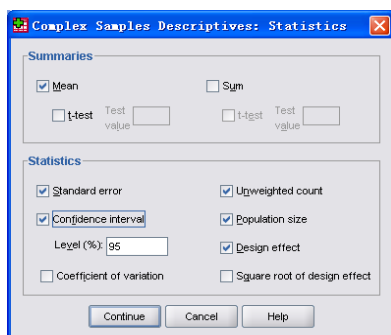 Complex Samples Descriptives: Statistics
Summaries
Mean
Sum
t-test Test value
t-test Test value
Statistics
Standard error
Unweighted count
Confidence interval
Population size
Level (%): 95
Design effect
Coefficient of variation
Square root of design effect
Continue Cancel Help